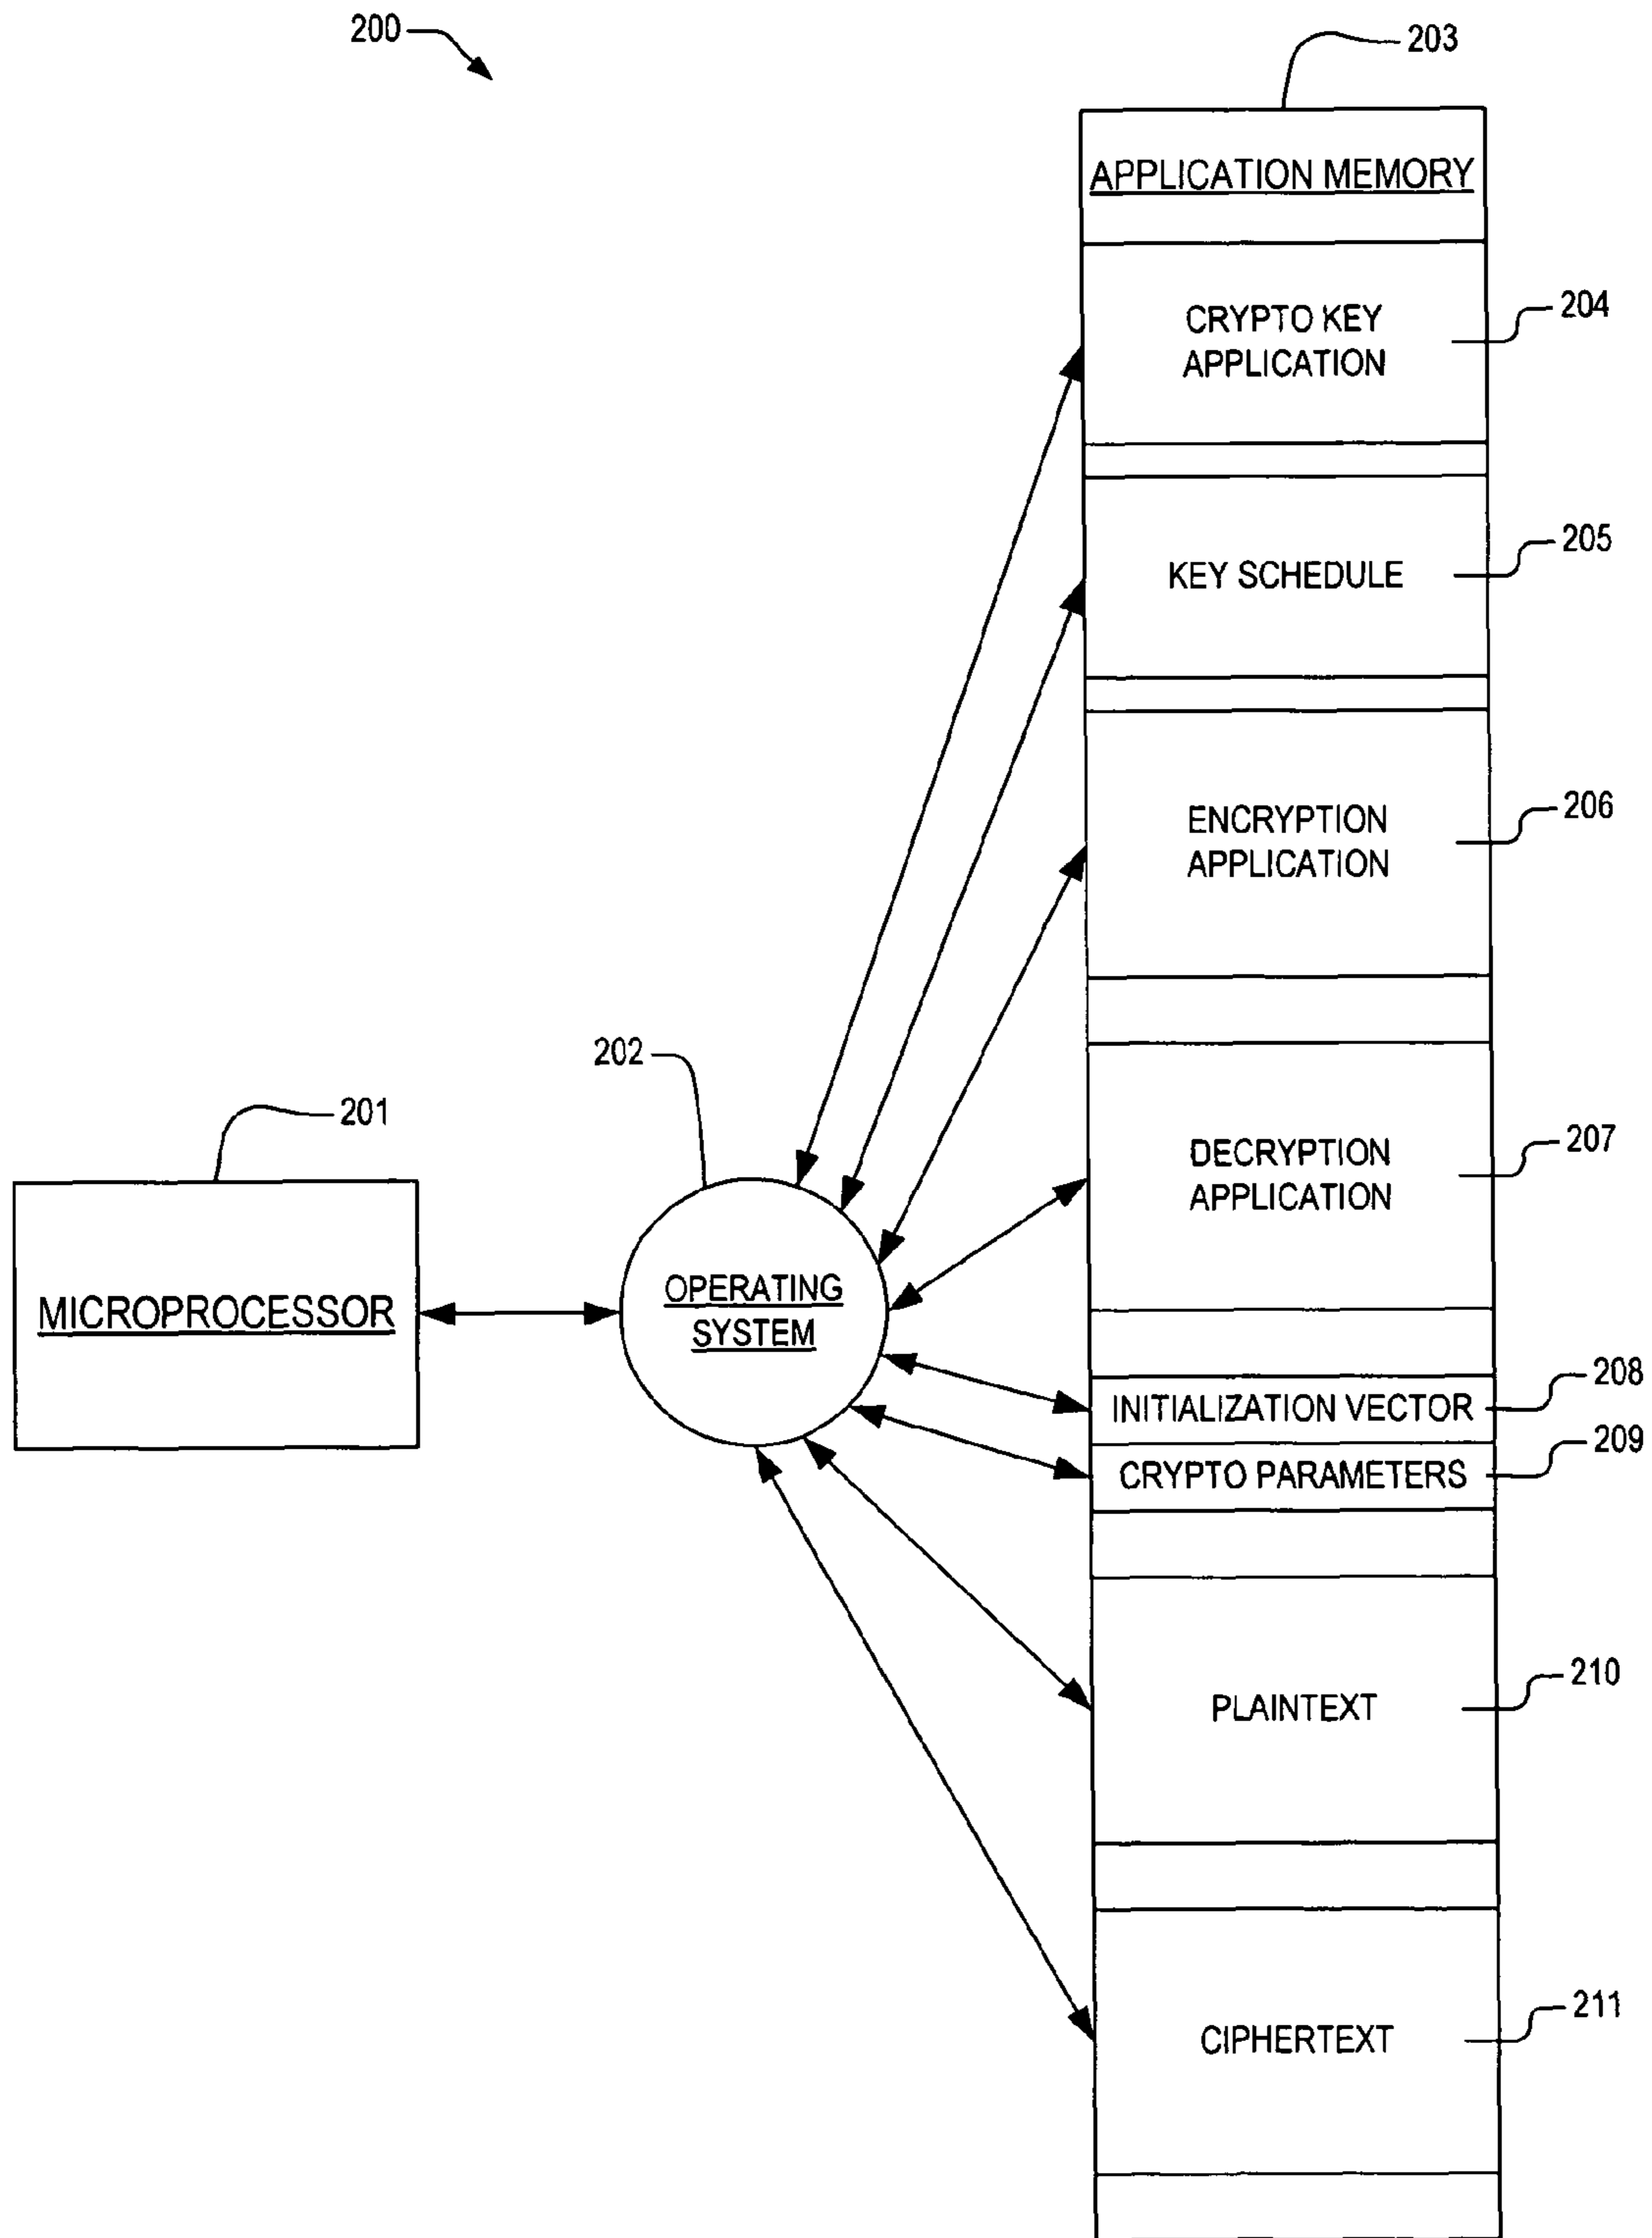 200
203
APPLICATION MEMORY
CRYPTO KEY
APPLICATION
204
KEY SCHEDULE
205
ENCRYPTION
APPLICATION
206
202
201
DECRYPTION
APPLICATION
207
MICROPROCESSOR
OPERATING
SYSTEM
INITIALIZATION VECTOR
208
CRYPTO PARAMETERS
209
PLAINTEXT
210
CIPHERTEXT
211